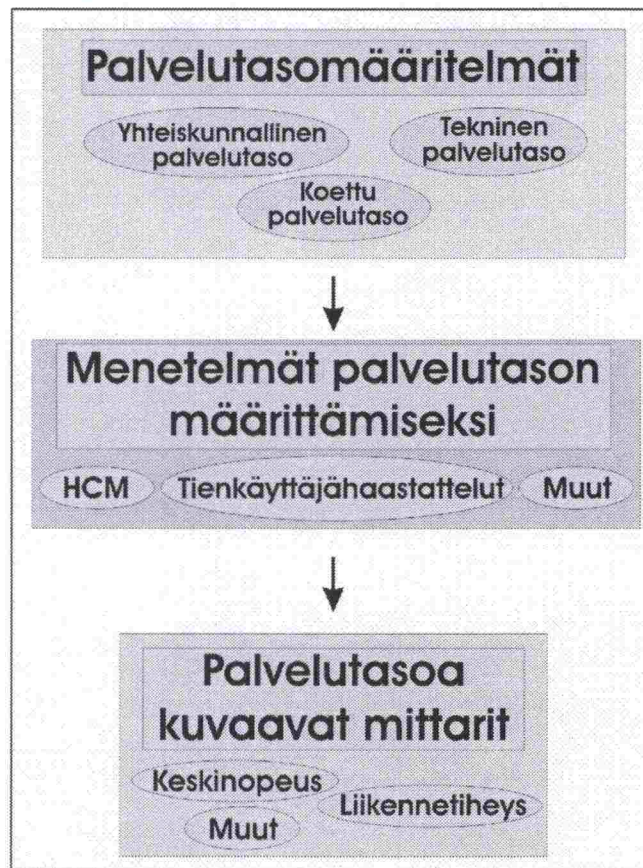 Palvelutasomääritelmät
Yhteiskunnallinen
palvelutaso
Tekninen
palvelutaso
Koettu
palvelutaso
Menetelmät palvelutason
määrittämiseksi
HCM
Tienkäyttäjähaastattelut
Muut
Palvelutasoa
kuvaavat mittarit
Keskinopeus
Liikennetiheys
Muut